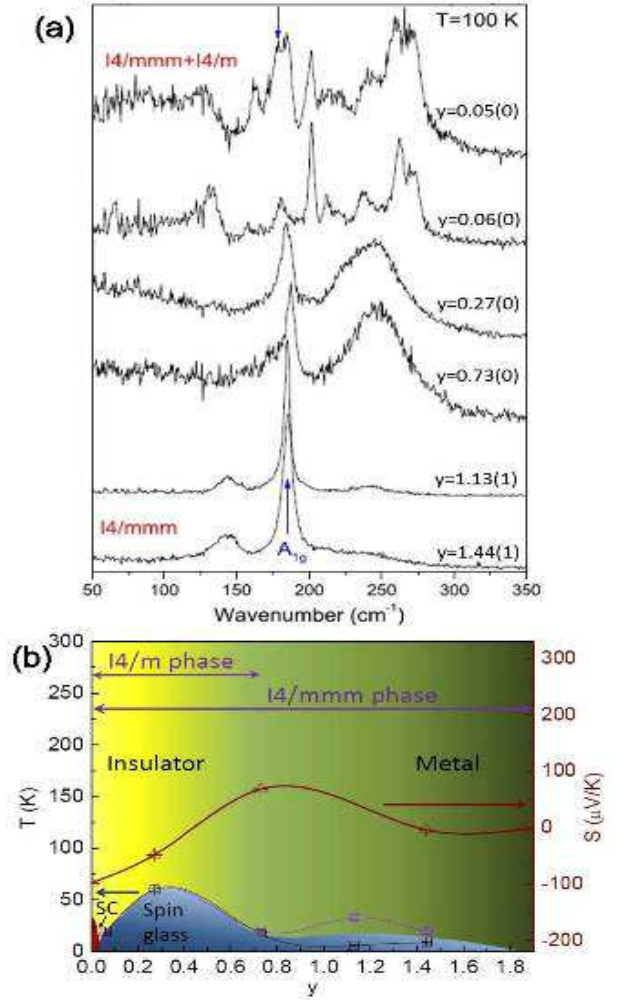 (a)
T=100 K
I4/mmm+I4/m
y=0.05(0)
y=0.06(0)
y=0.27(0)
y=0.73(0)
y=1.13(1)
I4/mmm
A1g
y=1.44(1)
50 100 150 200 250 300 350
Wavenumber (cm-1)
(b)
300
250
200
150
100
50
0
T (K)
I4/m phase
I4/mmm phase
Insulator
Metal
SC
Spin
glass
300
200
100
0
-100
-200
S (μV/K)
0.0 0.2 0.4 0.6 0.8 1.0 1.2 1.4 1.6 1.8
y